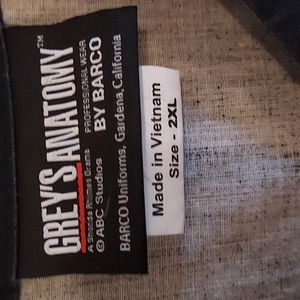 GREY'S
ANATOMY™
A Shonda Rhimes Drama PROFESSIONAL WEAR
© ABC Studios BY BARCO
BARCO Uniforms, Gardena, California
Made in Vietnam
Size - 2XL